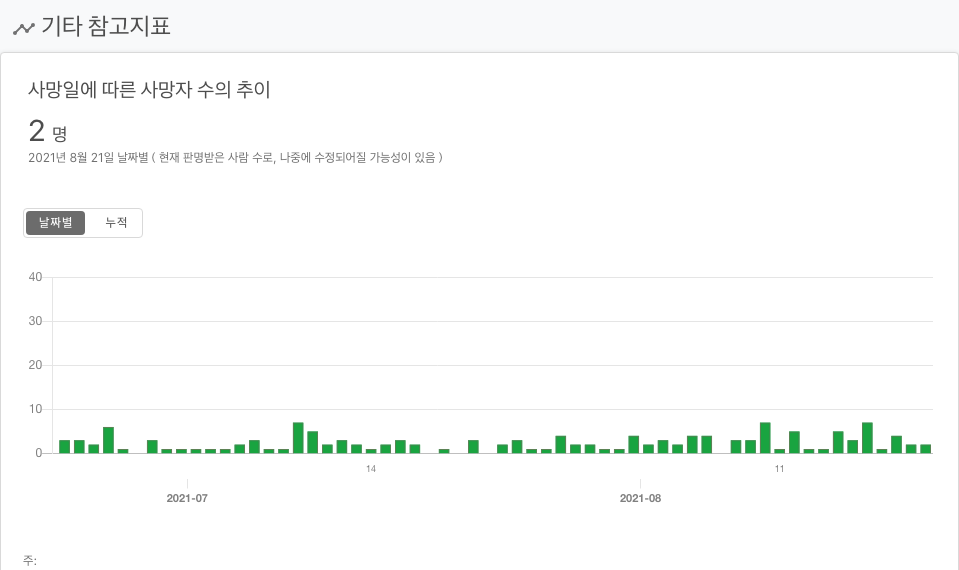 기타 참고지표
사망일에 따른 사망자 수의 추이
2 명
2021년 8월 21일 날짜별 ( 현재 판명받은 사람 수로, 나중에 수정되어질 가능성이 있음 )
날짜별 누적
40
30
20
10
0
14 11
2021-07 2021-08
주: